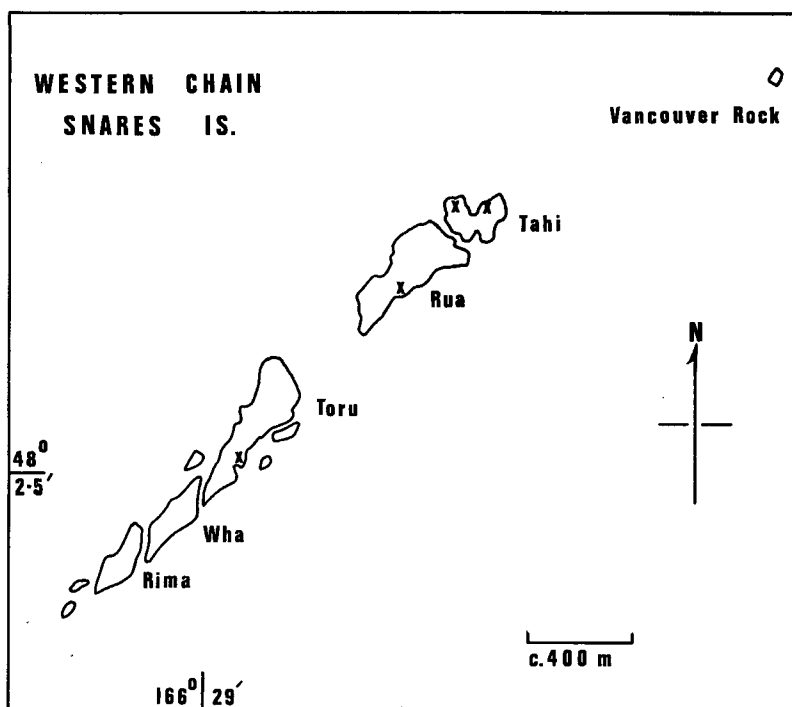 WESTERN CHAIN
SNARES IS.
Vancouver Rock
x x
Tahi
x
Rua
N
Toru
x
48°
2·5′
Wha
Rima
c.400 m
166° 29′